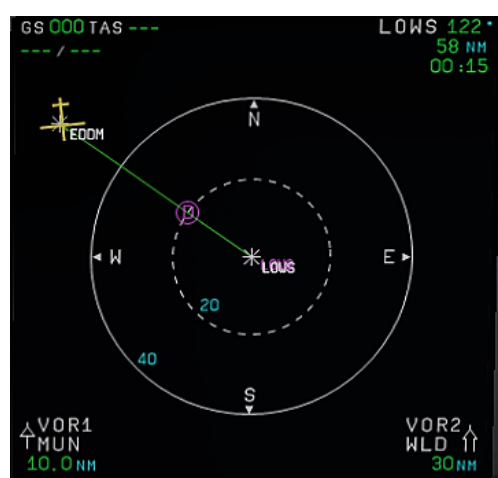 GS 000 TAS ---
LOWS 122°
--- / ---
58 NM
00:15
N
EDDM
D
W
E
LOWS
20
40
S
VOR1
MUN
10.0 NM
VOR2
WLD
30 NM